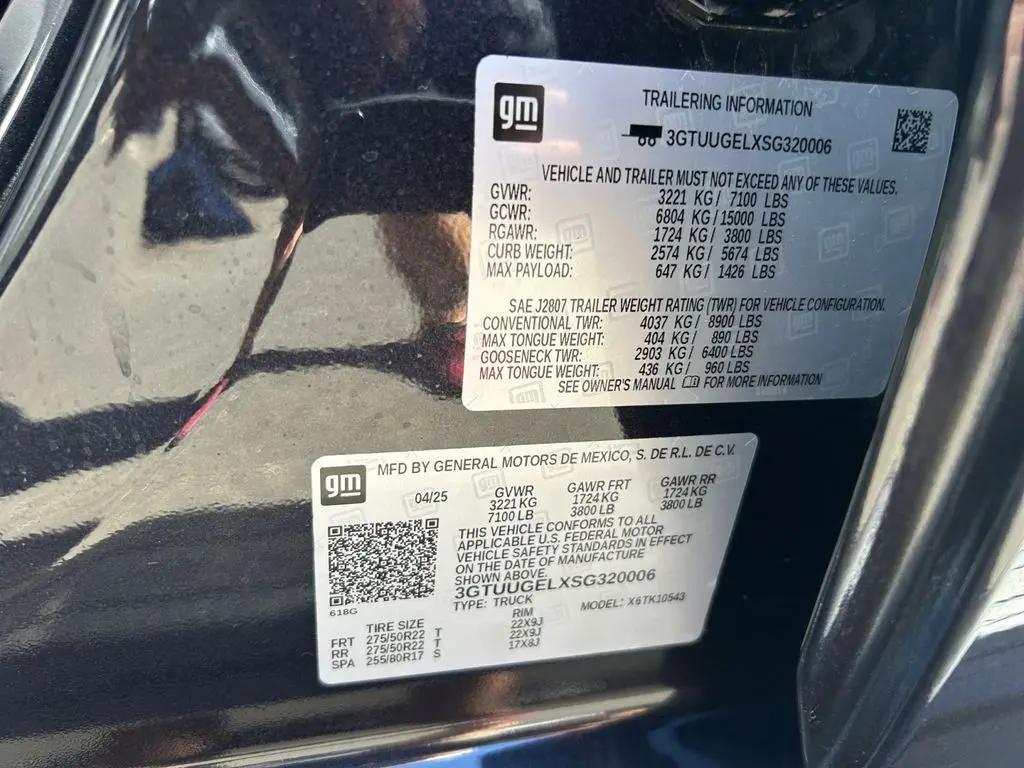 gm
TRAILERING INFORMATION
3GTUUGELXSG320006
VEHICLE AND TRAILER MUST NOT EXCEED ANY OF THESE VALUES.
GVWR: 3221 KG / 7100 LBS
GCWR: 6804 KG / 15000 LBS
RGAWR: 1724 KG / 3800 LBS
CURB WEIGHT: 2574 KG / 5674 LBS
MAX PAYLOAD: 647 KG / 1426 LBS
SAE J2807 TRAILER WEIGHT RATING (TWR) FOR VEHICLE CONFIGURATION.
CONVENTIONAL TWR: 4037 KG / 8900 LBS
MAX TONGUE WEIGHT: 404 KG / 890 LBS
GOOSENECK TWR: 2903 KG / 6400 LBS
MAX TONGUE WEIGHT: 436 KG / 960 LBS
SEE OWNER'S MANUAL FOR MORE INFORMATION
gm
MFD BY GENERAL MOTORS DE MEXICO, S. DE R.L. DE C.V.
04/25 GVWR GAWR FRT GAWR RR
3221 KG 1724 KG 1724 KG
7100 LB 3800 LB 3800 LB
THIS VEHICLE CONFORMS TO ALL
APPLICABLE U.S. FEDERAL MOTOR
VEHICLE SAFETY STANDARDS IN EFFECT
ON THE DATE OF MANUFACTURE
SHOWN ABOVE.
3GTUUGELXSG320006
618G
TYPE: TRUCK MODEL: X6TK10543
TIRE SIZE RIM
FRT 275/50R22 T 22X9J
RR 275/50R22 T 22X9J
SPA 255/80R17 S 17X8J